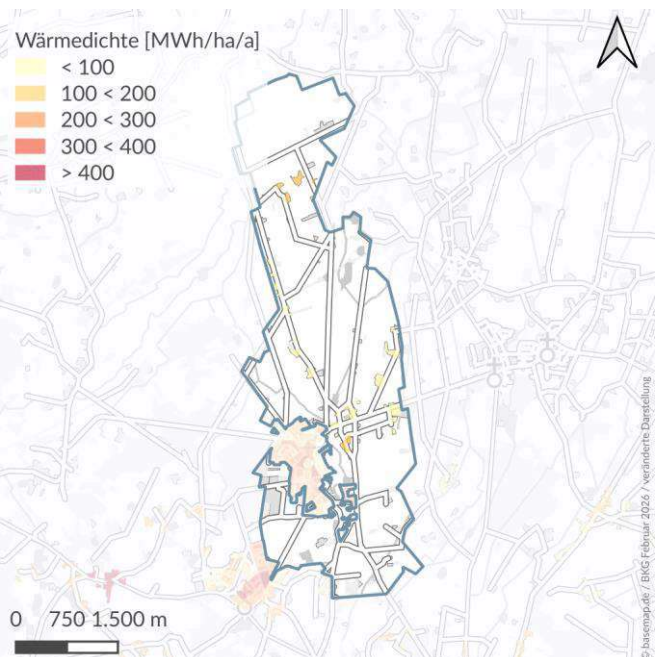 Wärmedichte [MWh/ha/a]
< 100
100 < 200
200 < 300
300 < 400
> 400
0 750 1.500 m
© basemap.de / BKG Februar 2026 / veränderte Darstellung